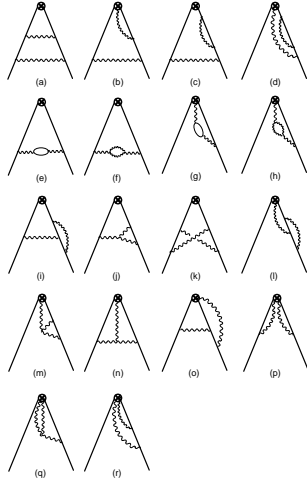 (a) (b) (c) (d)
(e) (f) (g) (h)
(i) (j) (k) (l)
(m) (n) (o) (p)
(q) (r)